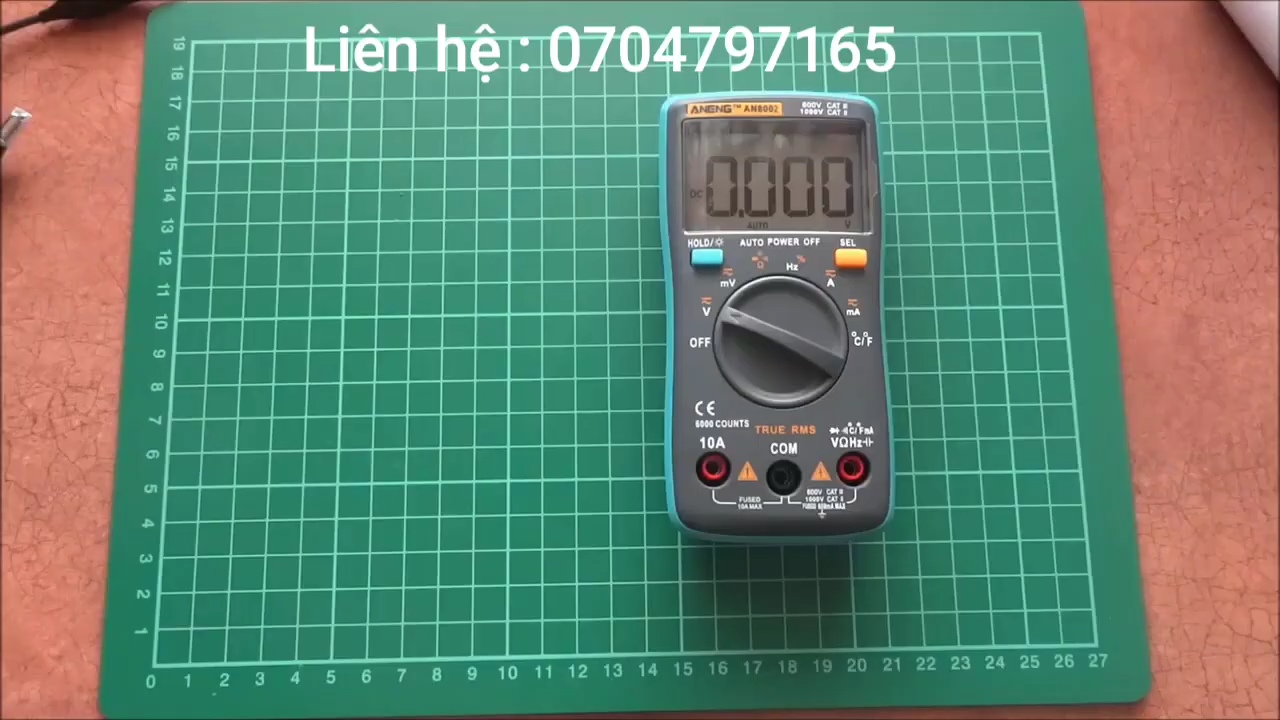 Liên hệ : 0704797165
ANENG™ AN8002
600V CAT III
1000V CAT II
DC 0.000 V
AUTO
HOLD/ AUTO POWER OFF SEL
Hz %
mV A
V mA
OFF °C/°F
CE
6000 COUNTS
TRUE RMS
10A COM VΩHz
FUSED
10A MAX
600V CAT III
1000V CAT II
19
18
17
16
15
14
13
12
11
10
9
8
7
6
5
4
3
2
1
0 1 2 3 4 5 6 7 8 9 10 11 12 13 14 15 16 17 18 19 20 21 22 23 24 25 26 27